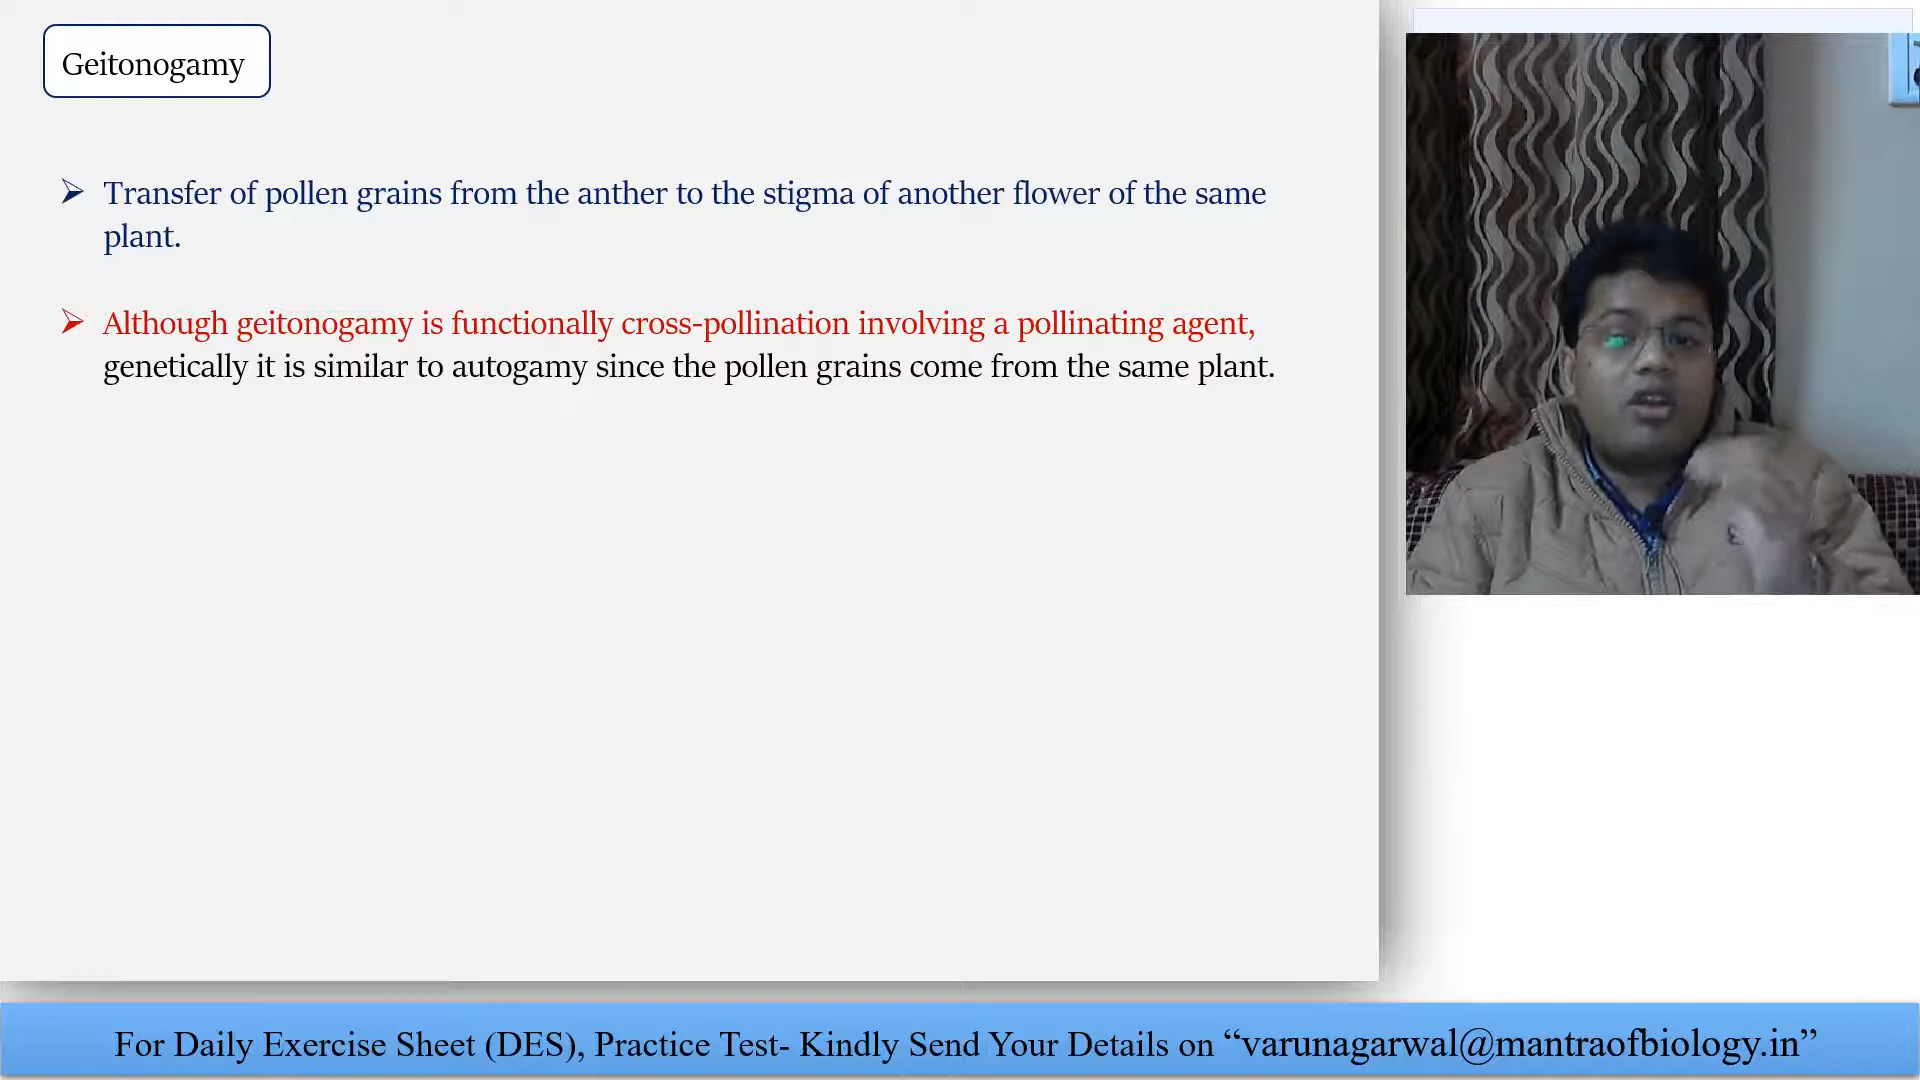 Geitonogamy
Transfer of pollen grains from the anther to the stigma of another flower of the same
plant.
Although geitonogamy is functionally cross-pollination involving a pollinating agent,
genetically it is similar to autogamy since the pollen grains come from the same plant.
For Daily Exercise Sheet (DES), Practice Test- Kindly Send Your Details on “varunagarwal@mantraofbiology.in”